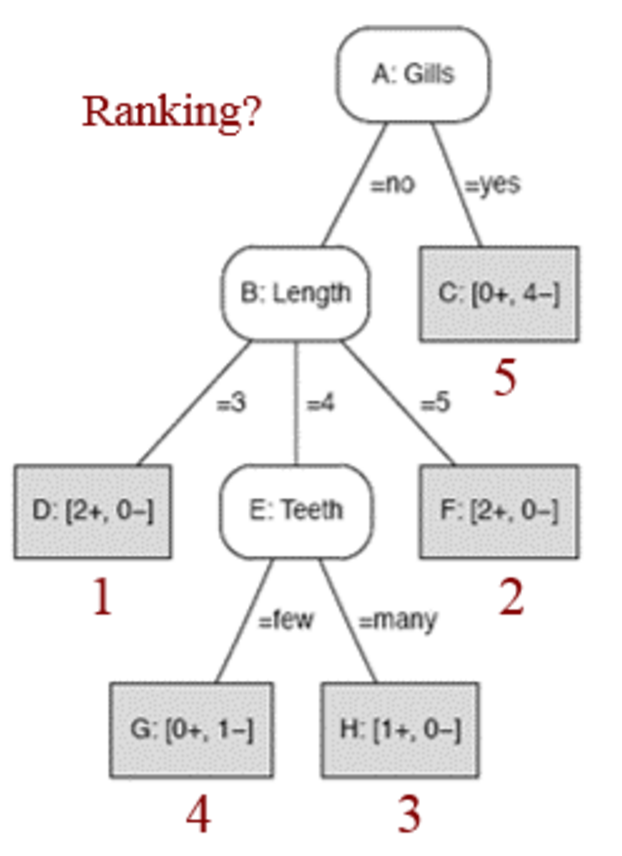 A: Gills
Ranking?
=no
=yes
B: Length
C: [0+, 4−]
5
=3
=4
=5
D: [2+, 0−]
E: Teeth
F: [2+, 0−]
1
2
=few
=many
G: [0+, 1−]
H: [1+, 0−]
4
3